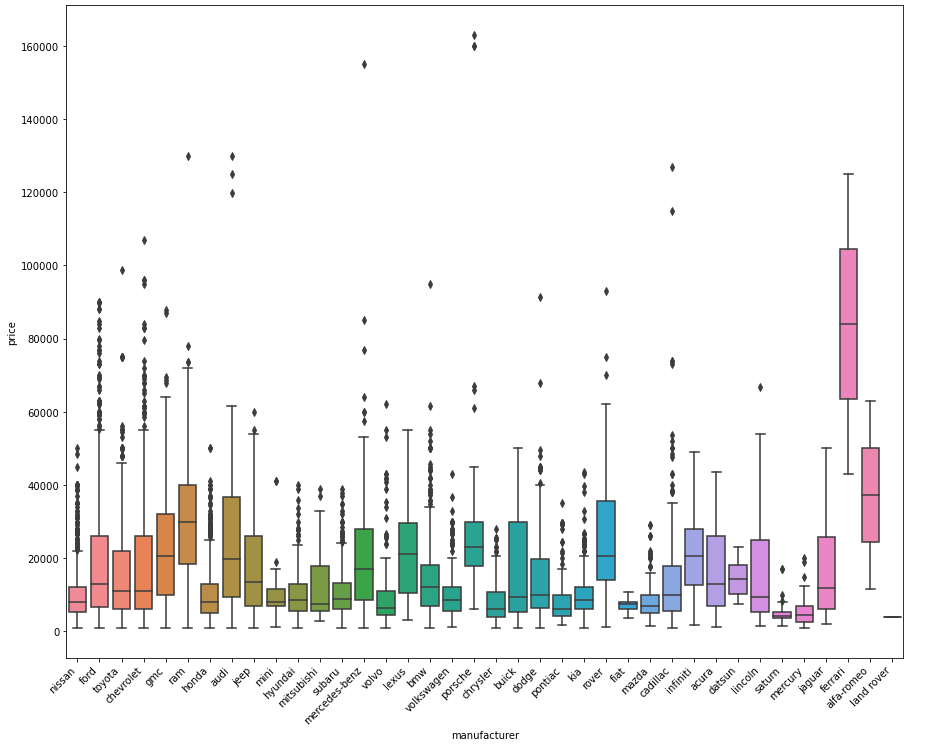 160000
140000
120000
100000
80000
60000
40000
20000
0
price
nissan
ford
toyota
chevrolet
gmc
ram
honda
audi
jeep
mini
hyundai
mitsubishi
subaru
mercedes-benz
volvo
lexus
bmw
volkswagen
porsche
chrysler
buick
dodge
pontiac
kia
rover
fiat
mazda
cadillac
infiniti
acura
datsun
lincoln
saturn
mercury
jaguar
ferrari
alfa-romeo
land rover
manufacturer